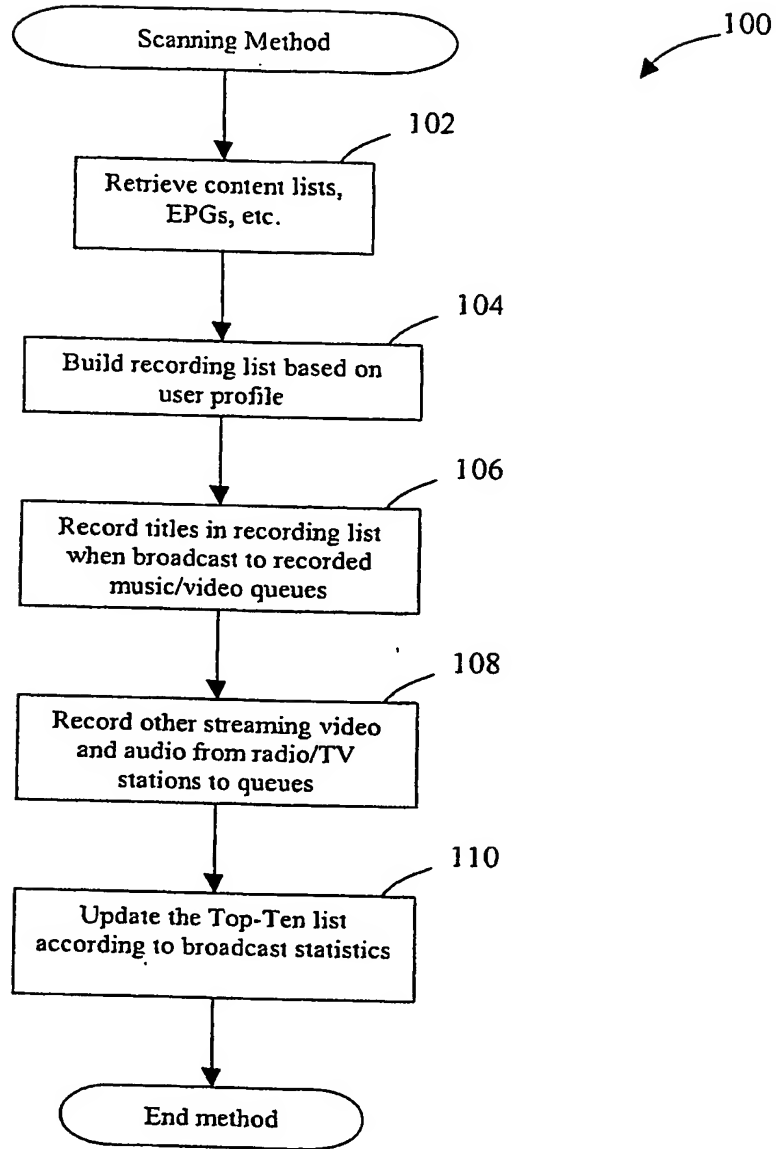 Scanning Method
100
102
Retrieve content lists,
EPGs, etc.
104
Build recording list based on
user profile
106
Record titles in recording list
when broadcast to recorded
music/video queues
108
Record other streaming video
and audio from radio/TV
stations to queues
110
Update the Top-Ten list
according to broadcast statistics
End method